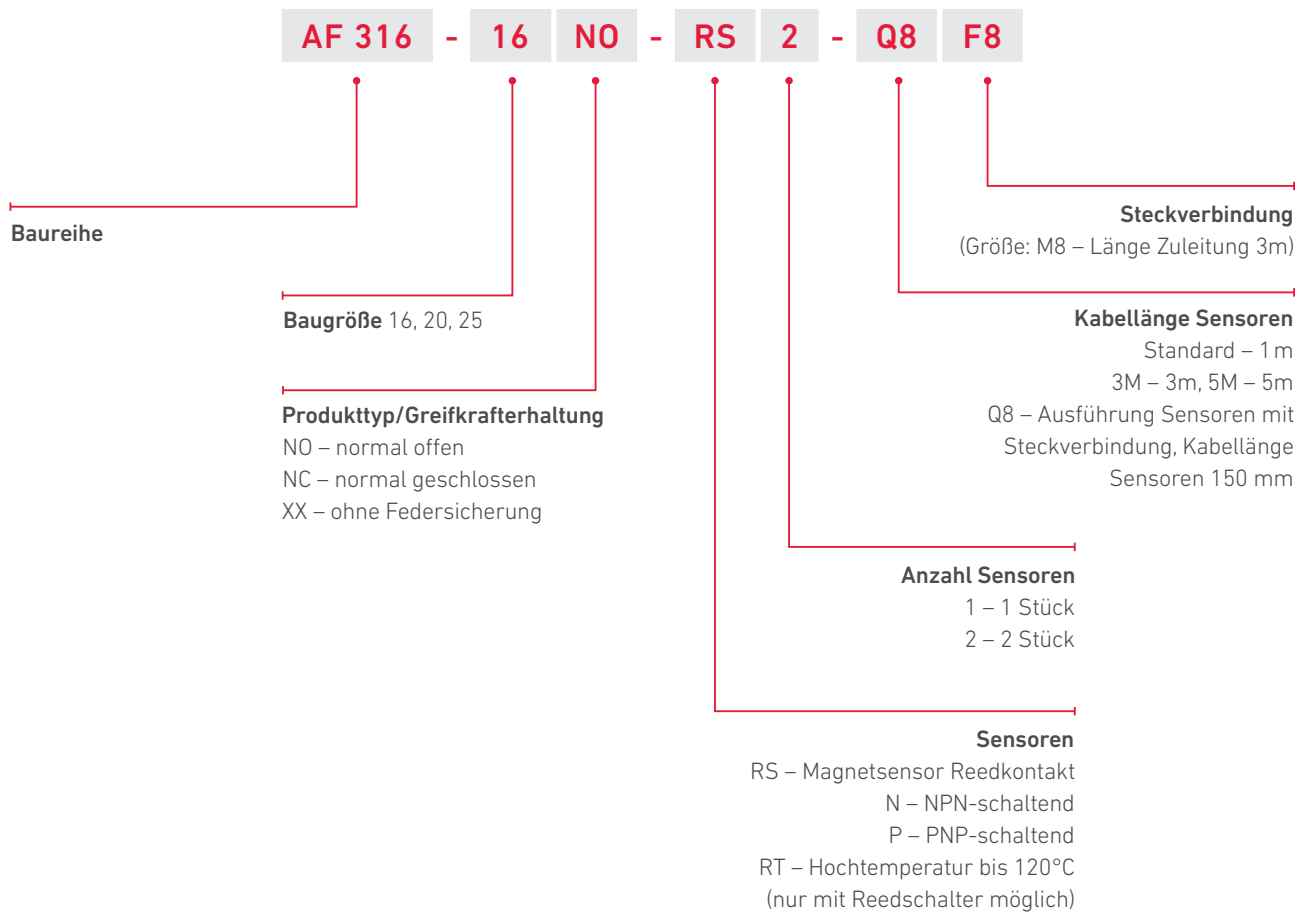 AF 316 - 16 NO - RS 2 - Q8 F8
Baureihe
Baugröße 16, 20, 25
Produkttyp/Greifkrafterhaltung
NO – normal offen
NC – normal geschlossen
XX – ohne Federsicherung
Steckverbindung
(Größe: M8 – Länge Zuleitung 3m)
Kabellänge Sensoren
Standard – 1 m
3M – 3m, 5M – 5m
Q8 – Ausführung Sensoren mit
Steckverbindung, Kabellänge
Sensoren 150 mm
Anzahl Sensoren
1 – 1 Stück
2 – 2 Stück
Sensoren
RS – Magnetsensor Reedkontakt
N – NPN-schaltend
P – PNP-schaltend
RT – Hochtemperatur bis 120°C
(nur mit Reedschalter möglich)